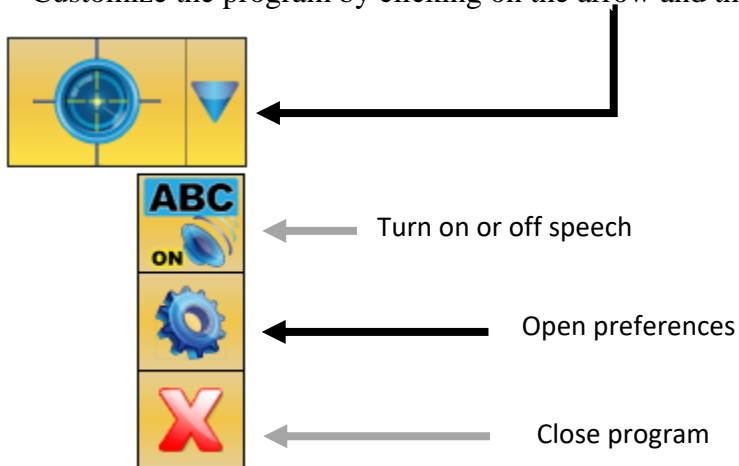 Customize the program by clicking on the arrow and th
ABC
ON
Turn on or off speech
Open preferences
X
Close program